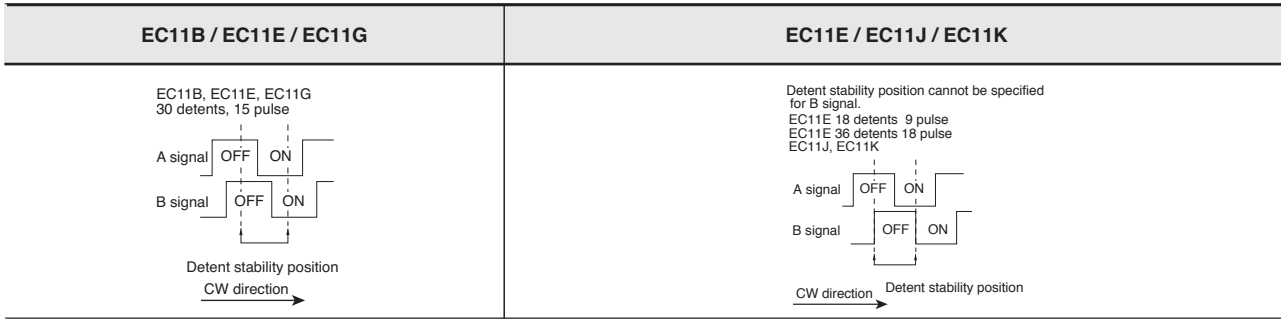 EC11B / EC11E / EC11G
EC11E / EC11J / EC11K
EC11B, EC11E, EC11G
30 detents, 15 pulse
A signal OFF ON
B signal OFF ON
Detent stability position
CW direction
Detent stability position cannot be specified
for B signal.
EC11E 18 detents 9 pulse
EC11E 36 detents 18 pulse
EC11J, EC11K
A signal OFF ON
B signal OFF ON
CW direction Detent stability position